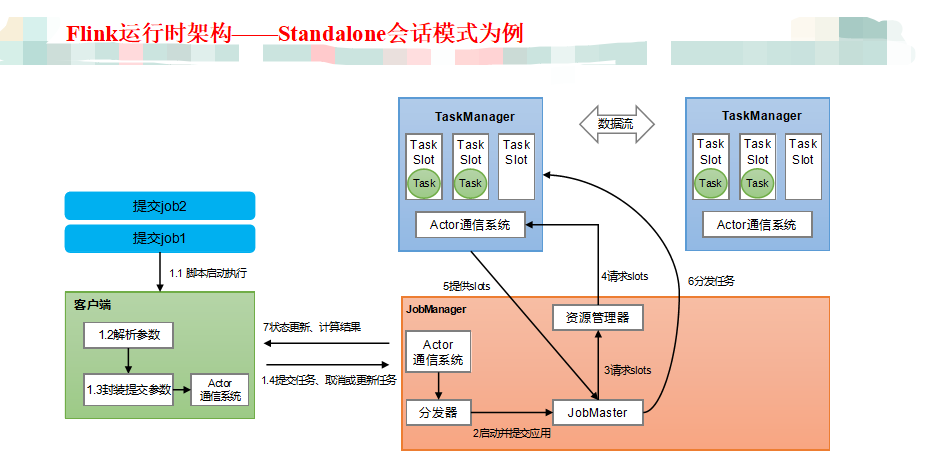 Flink运行时架构——Standalone会话模式为例
TaskManager
Task
Slot
Task
Task
Slot
Task
Task
Slot
Actor通信系统
数据流
TaskManager
Task
Slot
Task
Task
Slot
Task
Task
Slot
Actor通信系统
提交job2
提交job1
1.1 脚本启动执行
客户端
1.2解析参数
1.3封装提交参数
Actor
通信系统
7状态更新、计算结果
1.4提交任务、取消或更新任务
5提供slots
4请求slots
6分发任务
JobManager
资源管理器
Actor
通信系统
3请求slots
分发器
2启动并提交应用
JobMaster